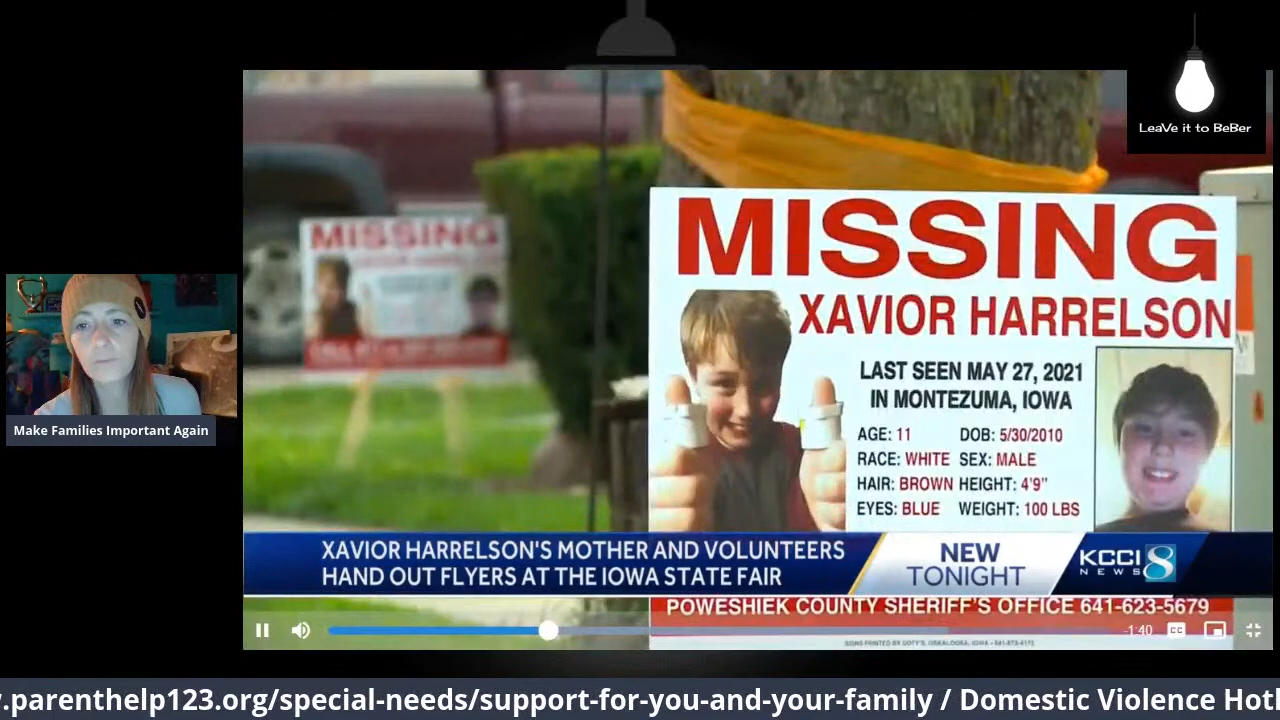 LeaVe it to BeBer
MISSING
MISSING
XAVIOR HARRELSON
LAST SEEN MAY 27, 2021
IN MONTEZUMA, IOWA
AGE: 11 DOB: 5/30/2010
RACE: WHITE SEX: MALE
HAIR: BROWN HEIGHT: 4'9"
EYES: BLUE WEIGHT: 100 LBS
Make Families Important Again
XAVIOR HARRELSON'S MOTHER AND VOLUNTEERS
HAND OUT FLYERS AT THE IOWA STATE FAIR
NEW
TONIGHT
KCCI 8
NEWS
POWESHIEK COUNTY SHERIFF'S OFFICE 641-623-5679
-1:40
CC
.parenthelp123.org/special-needs/support-for-you-and-your-family / Domestic Violence